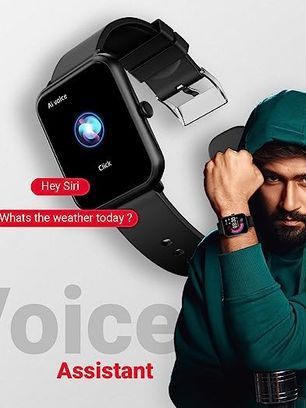 AI voice
Click
Hey Siri
Whats the weather today ?
Voice
Assistant